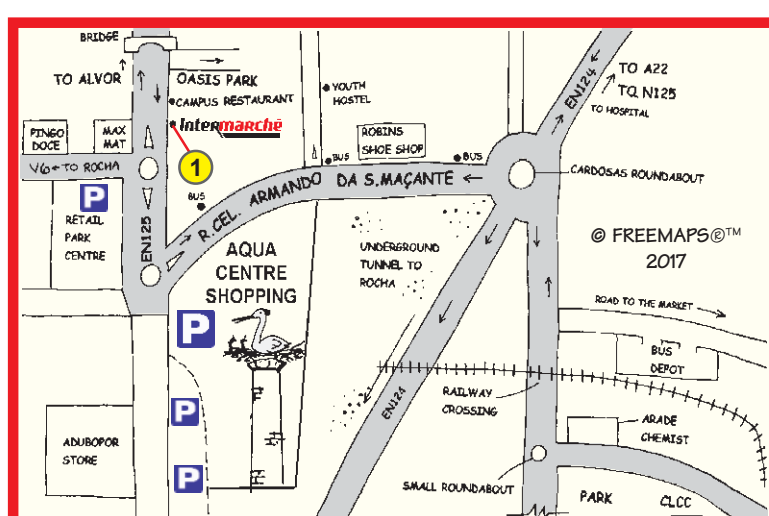 BRIDGE
TO ALVOR
OASIS PARK
CAMPUS RESTAURANT
Intermarché
1
YOUTH
HOSTEL
EN124
TO A22
TO N125
TO HOSPITAL
PINGO
DOCE
MAX
MAT
ROBINS
SHOE SHOP
BUS
BUS
V6 ← TO ROCHA
CARDOSAS ROUNDABOUT
P
BUS
R. CEL. ARMANDO DA S. MAÇANTE
RETAIL
PARK
CENTRE
EN125
AQUA
CENTRE
SHOPPING
UNDERGROUND
TUNNEL TO
ROCHA
© FREEMAPS®™
2017
ROAD TO THE MARKET
P
BUS
DEPOT
RAILWAY
CROSSING
EN124
P
ARADE
CHEMIST
ADUBOPOR
STORE
P
SMALL ROUNDABOUT
PARK
CLCC